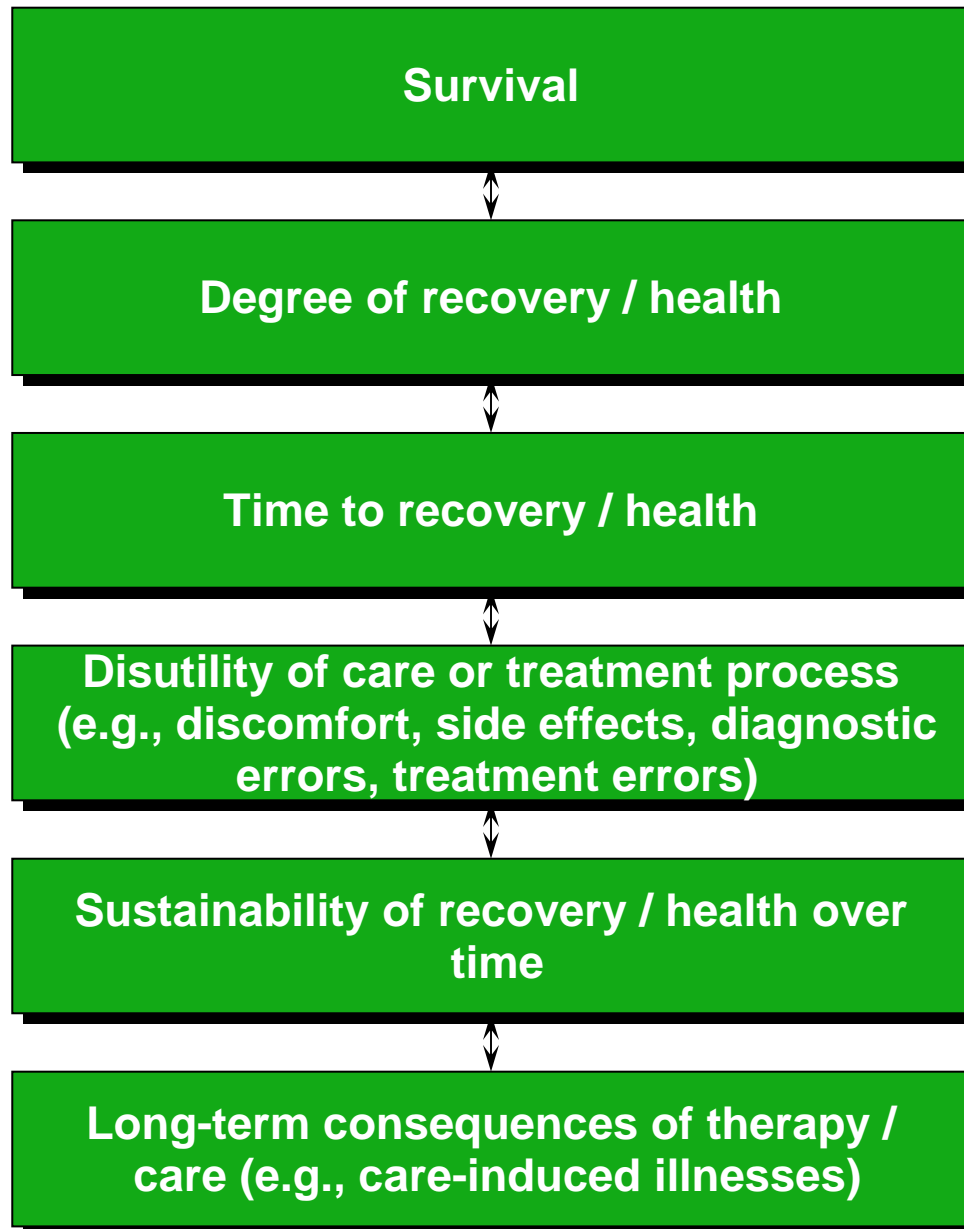 Survival
Degree of recovery / health
Time to recovery / health
Disutility of care or treatment process
(e.g., discomfort, side effects, diagnostic
errors, treatment errors)
Sustainability of recovery / health over
time
Long-term consequences of therapy /
care (e.g., care-induced illnesses)